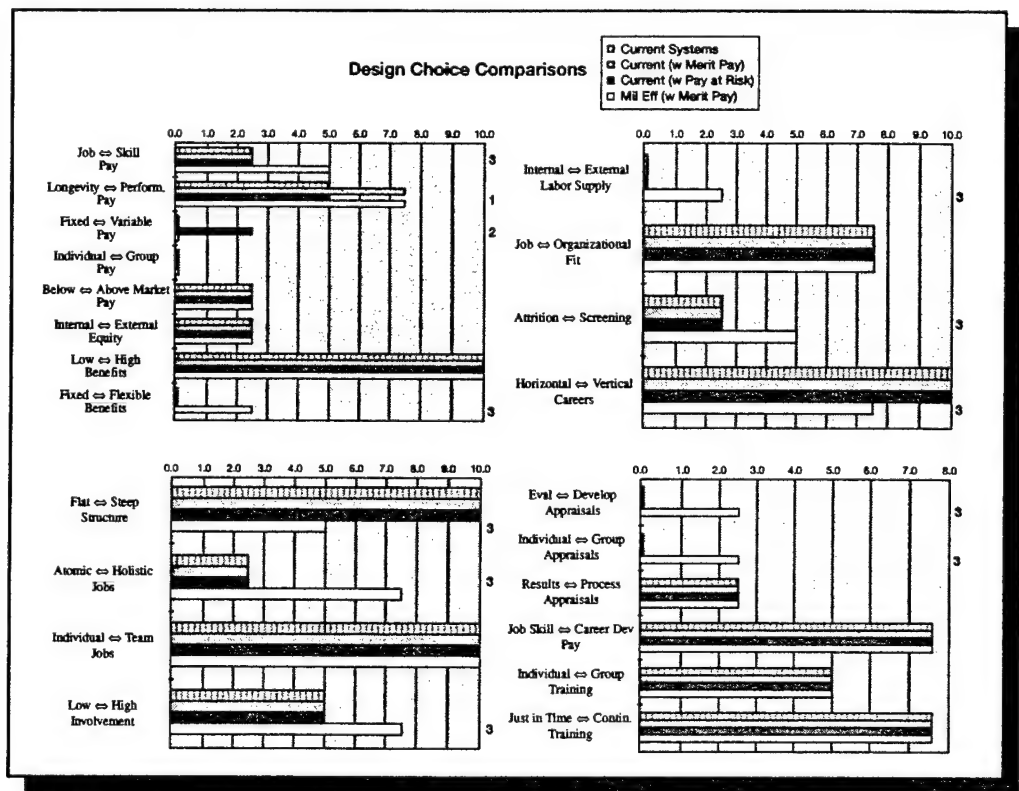 Design Choice Comparisons
Current Systems
Current (w Merit Pay)
Current (w Pay at Risk)
Mil Eff (w Merit Pay)
0.0 1.0 2.0 3.0 4.0 5.0 6.0 7.0 8.0 9.0 10.0
Job ⇔ Skill
Pay
3
Longevity ⇔ Perform.
Pay
1
Fixed ⇔ Variable
Pay
2
Individual ⇔ Group
Pay
Below ⇔ Above Market
Pay
Internal ⇔ External
Equity
Low ⇔ High
Benefits
Fixed ⇔ Flexible
Benefits
3
0.0 1.0 2.0 3.0 4.0 5.0 6.0 7.0 8.0 9.0 10.0
Internal ⇔ External
Labor Supply
3
Job ⇔ Organizational
Fit
Attrition ⇔ Screening
3
Horizontal ⇔ Vertical
Careers
3
0.0 1.0 2.0 3.0 4.0 5.0 6.0 7.0 8.0 9.0 10.0
Flat ⇔ Steep
Structure
3
Atomic ⇔ Holistic
Jobs
3
Individual ⇔ Team
Jobs
Low ⇔ High
Involvement
3
0.0 1.0 2.0 3.0 4.0 5.0 6.0 7.0 8.0
Eval ⇔ Develop
Appraisals
3
Individual ⇔ Group
Appraisals
3
Results ⇔ Process
Appraisals
Job Skill ⇔ Career Dev
Pay
Individual ⇔ Group
Training
Just in Time ⇔ Contin.
Training